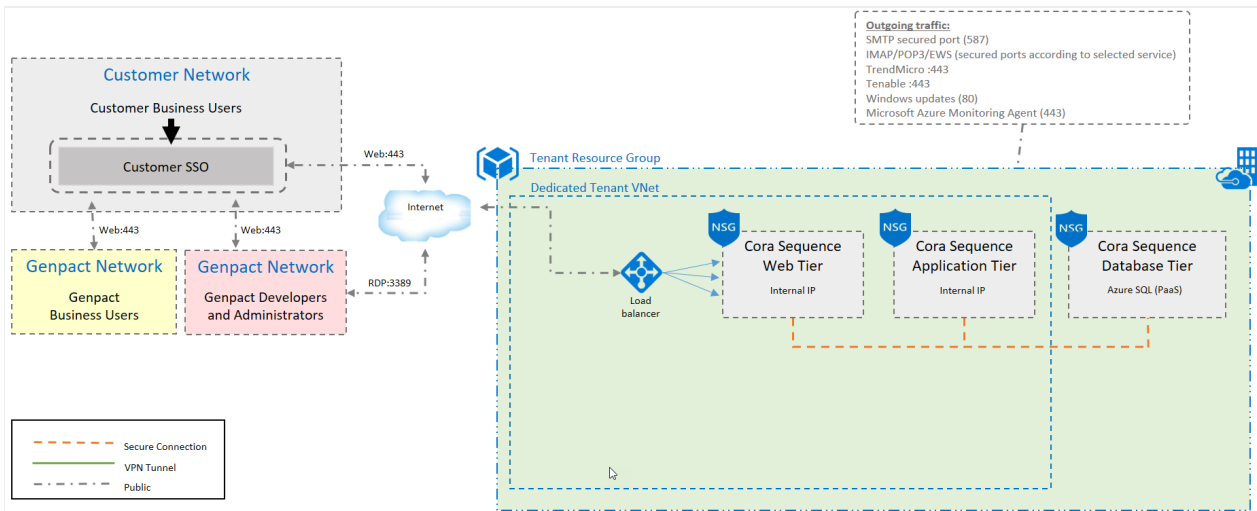 Outgoing traffic:
SMTP secured port (587)
IMAP/POP3/EWS (secured ports according to selected service)
TrendMicro :443
Tenable :443
Windows updates (80)
Microsoft Azure Monitoring Agent (443)
Customer Network
Customer Business Users
Customer SSO
Web:443
Internet
Web:443
Web:443
Genpact Network
Genpact
Business Users
Genpact Network
Genpact Developers
and Administrators
RDP:3389
Tenant Resource Group
Dedicated Tenant VNet
Load
balancer
NSG
Cora Sequence
Web Tier
Internal IP
NSG
Cora Sequence
Application Tier
Internal IP
NSG
Cora Sequence
Database Tier
Azure SQL (PaaS)
Secure Connection
VPN Tunnel
Public